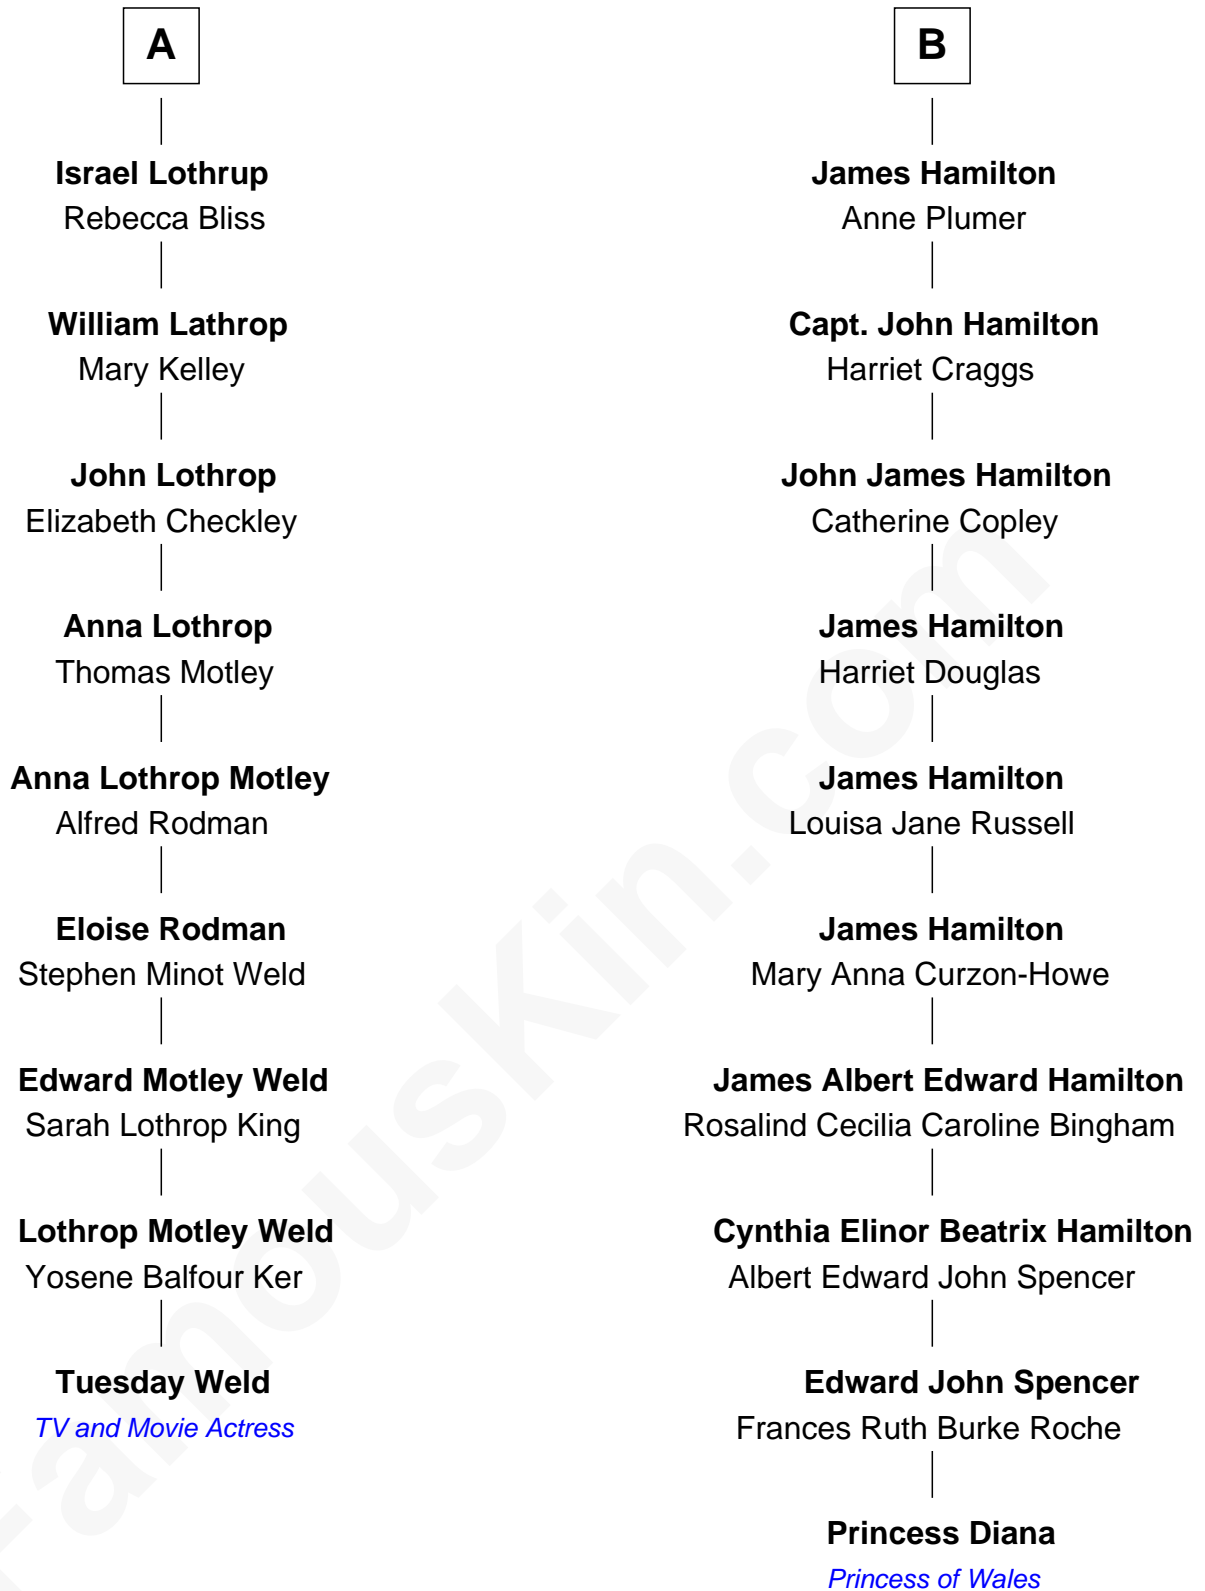 A
Israel Lothrup
Rebecca Bliss
William Lathrop
Mary Kelley
John Lothrop
Elizabeth Checkley
Anna Lothrop
Thomas Motley
Anna Lothrop Motley
Alfred Rodman
Eloise Rodman
Stephen Minot Weld
Edward Motley Weld
Sarah Lothrop King
Lothrop Motley Weld
Yosene Balfour Ker
Tuesday Weld
TV and Movie Actress
B
James Hamilton
Anne Plumer
Capt. John Hamilton
Harriet Craggs
John James Hamilton
Catherine Copley
James Hamilton
Harriet Douglas
James Hamilton
Louisa Jane Russell
James Hamilton
Mary Anna Curzon-Howe
James Albert Edward Hamilton
Rosalind Cecilia Caroline Bingham
Cynthia Elinor Beatrix Hamilton
Albert Edward John Spencer
Edward John Spencer
Frances Ruth Burke Roche
Princess Diana
Princess of Wales
FamousKin.com